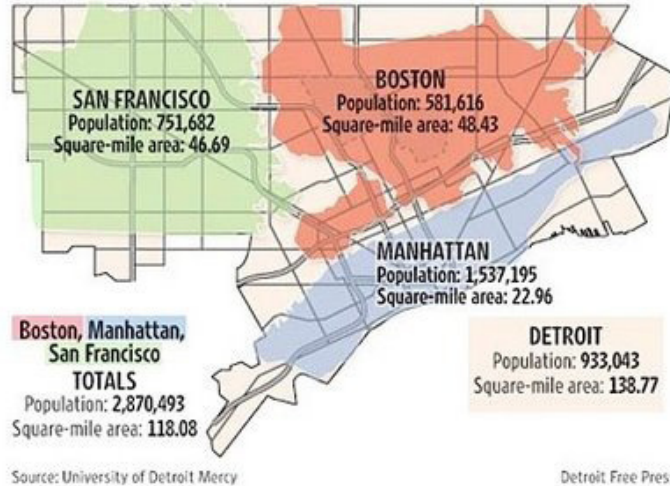 SAN FRANCISCO
Population: 751,682
Square-mile area: 46.69
BOSTON
Population: 581,616
Square-mile area: 48.43
MANHATTAN
Population: 1,537,195
Square-mile area: 22.96
Boston, Manhattan,
San Francisco
TOTALS
Population: 2,870,493
Square-mile area: 118.08
DETROIT
Population: 933,043
Square-mile area: 138.77
Source: University of Detroit Mercy
Detroit Free Pres